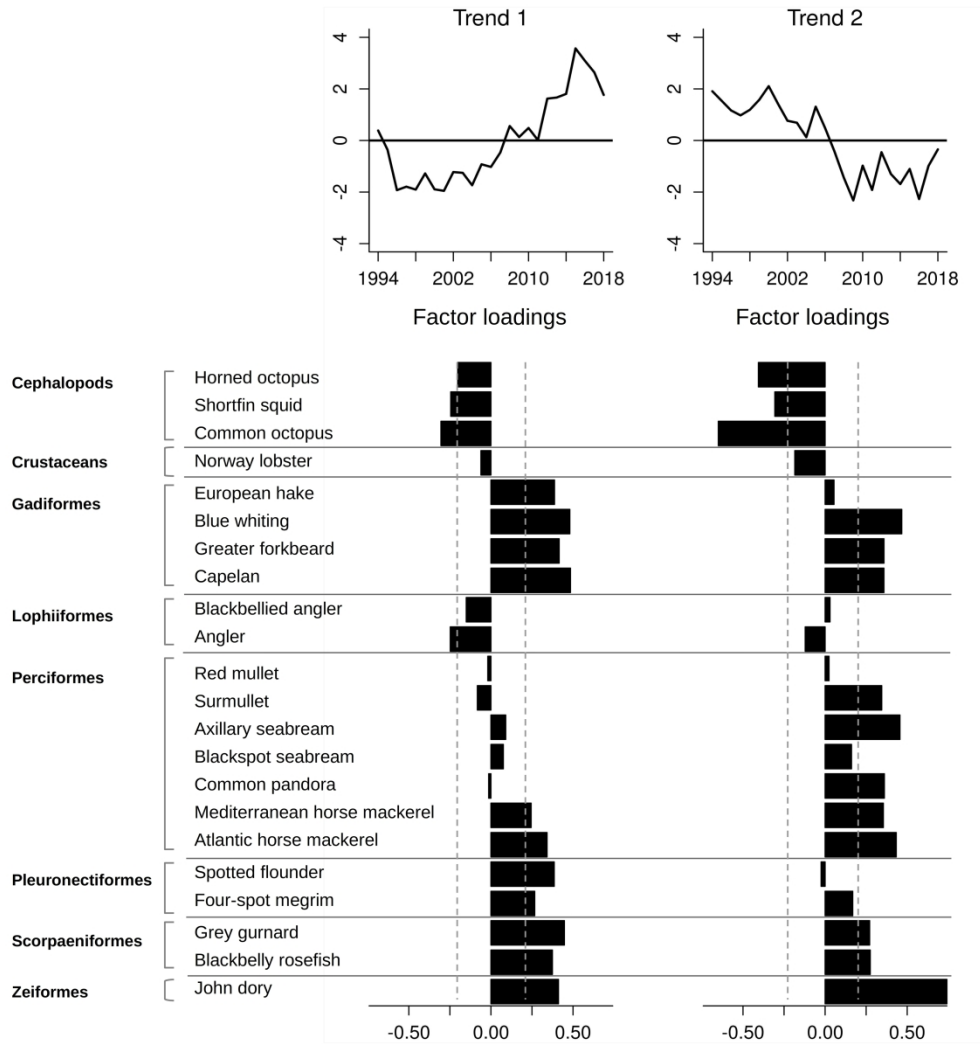 Trend 1 Trend 2
4 4
2 2
0 0
-2 -2
-4 -4
1994 2002 2010 2018 1994 2002 2010 2018
Factor loadings Factor loadings
Cephalopods
Horned octopus
Shortfin squid
Common octopus
Crustaceans
Norway lobster
Gadiformes
European hake
Blue whiting
Greater forkbeard
Capelan
Lophiiformes
Blackbellied angler
Angler
Perciformes
Red mullet
Surmullet
Axillary seabream
Blackspot seabream
Common pandora
Mediterranean horse mackerel
Atlantic horse mackerel
Pleuronectiformes
Spotted flounder
Four-spot megrim
Scorpaeniformes
Grey gurnard
Blackbelly rosefish
Zeiformes
John dory
-0.50 0.00 0.50 -0.50 0.00 0.50